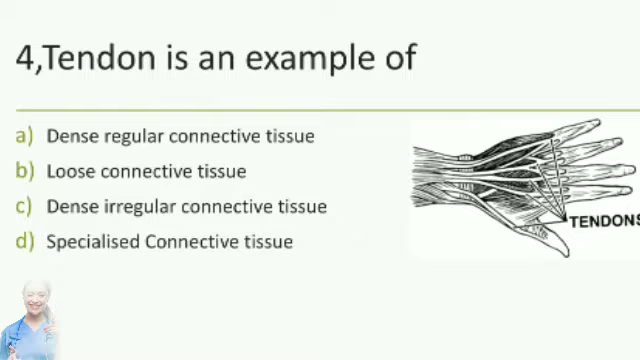 4,Tendon is an example of
a) Dense regular connective tissue
b) Loose connective tissue
c) Dense irregular connective tissue
d) Specialised Connective tissue
TENDONS